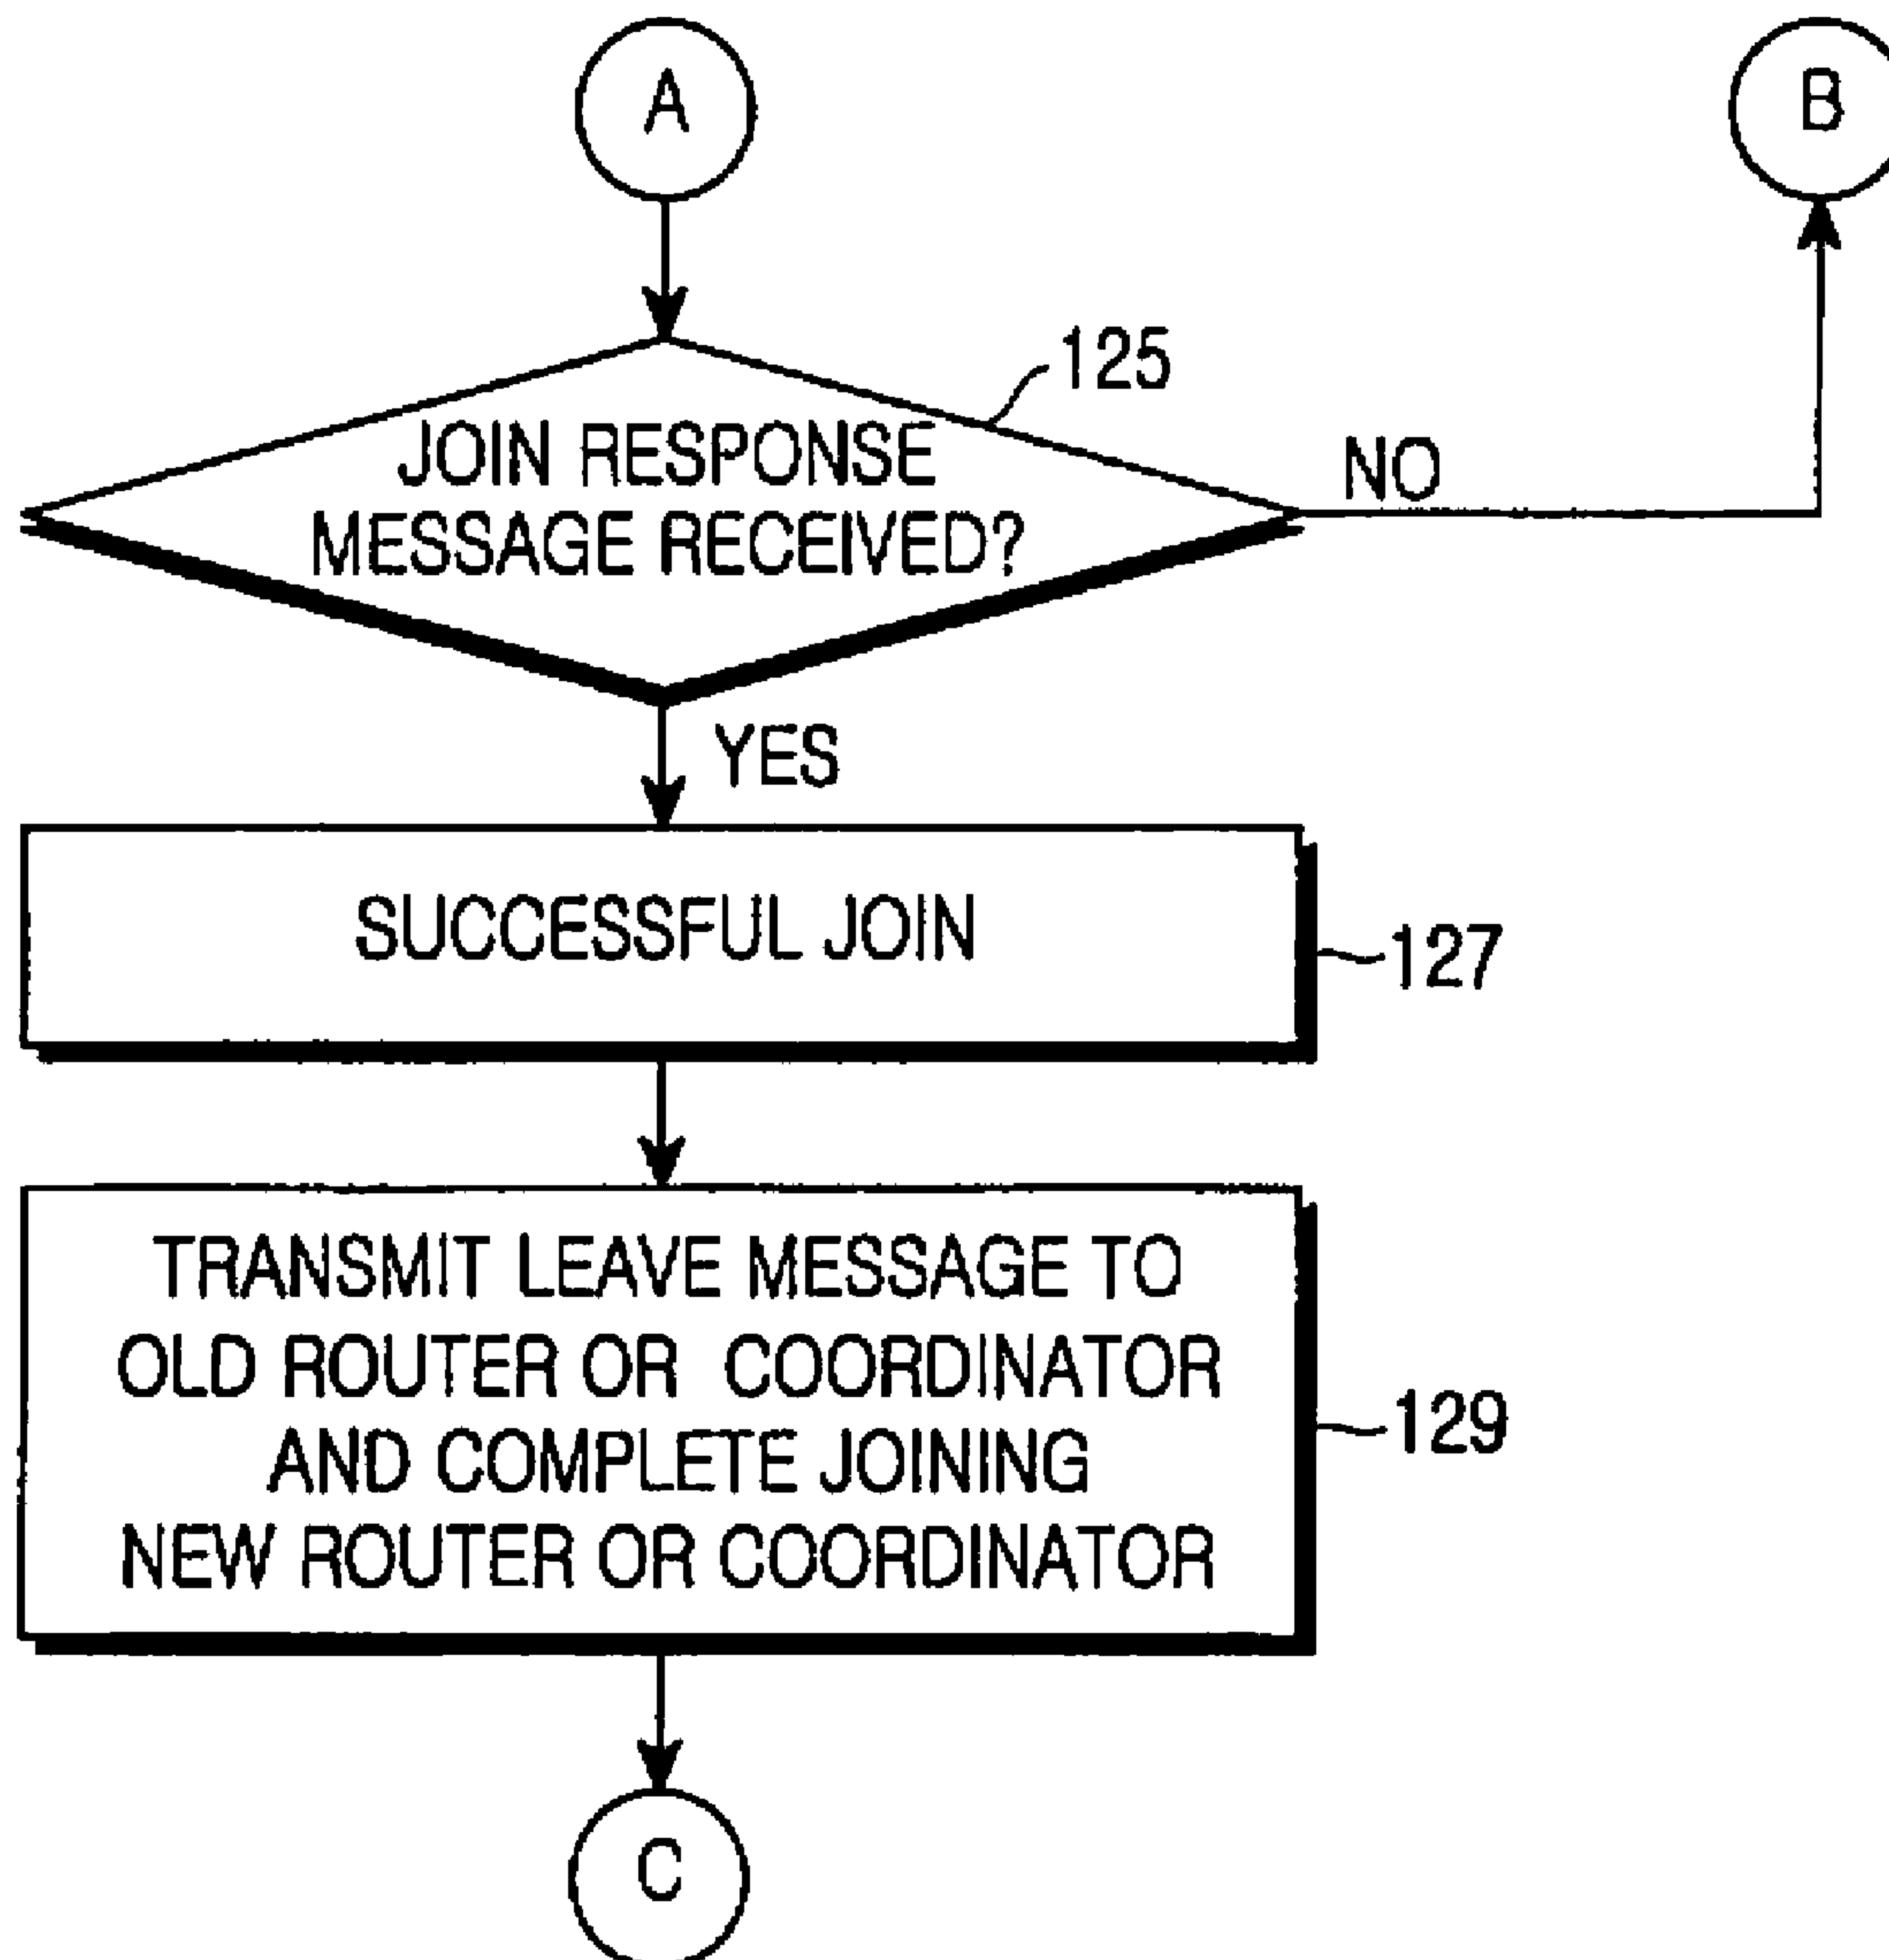 A
B
125
JOIN RESPONSE
MESSAGE RECEIVED?
NO
YES
SUCCESSFUL JOIN
127
TRANSMIT LEAVE MESSAGE TO
OLD ROUTER OR COORDINATOR
AND COMPLETE JOINING
NEW ROUTER OR COORDINATOR
129
C